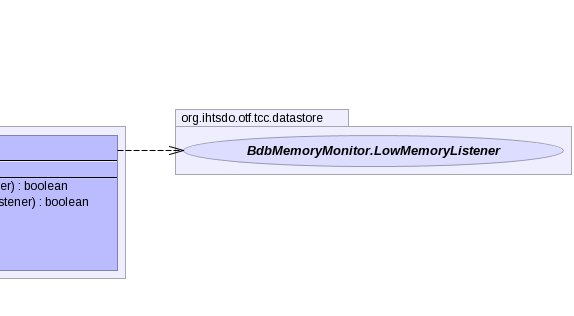 org.ihtsdo.otf.tcc.datastore
BdbMemoryMonitor.LowMemoryListener
er) : boolean
stener) : boolean